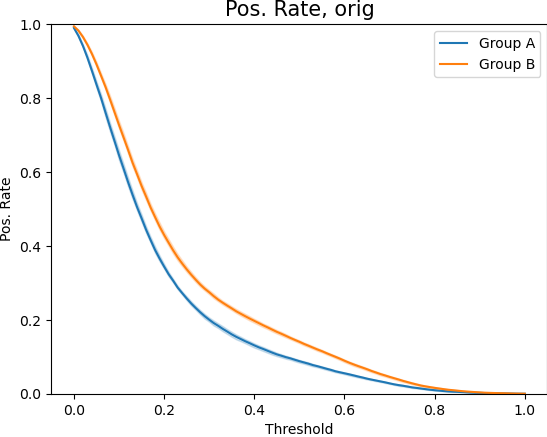 Pos. Rate, orig
Group A
Group B
Pos. Rate
1.0
0.8
0.6
0.4
0.2
0.0
0.0 0.2 0.4 0.6 0.8 1.0
Threshold